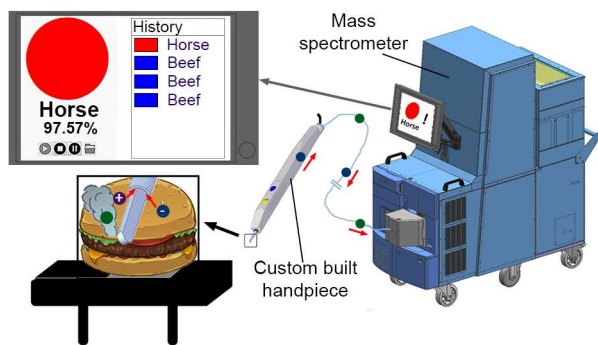 Horse
97.57%
History
Horse
Beef
Beef
Beef
Mass
spectrometer
Horse !
+
-
Custom built
handpiece